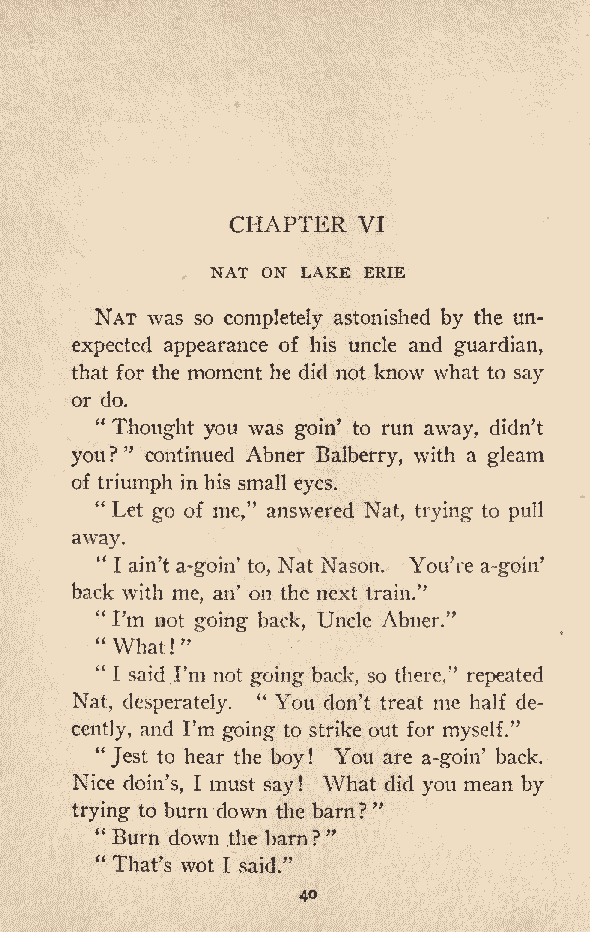 CHAPTER VI
NAT ON LAKE ERIE
NAT was so completely astonished by the un-
expected appearance of his uncle and guardian,
that for the moment he did not know what to say
or do.
“Thought you was goin’ to run away, didn’t
you?” continued Abner Balberry, with a gleam
of triumph in his small eyes.
“Let go of me,” answered Nat, trying to pull
away.
“I ain’t a-goin’ to, Nat Nason. You’re a-goin’
back with me, an’ on the next train.”
“I’m not going back, Uncle Abner.”
“What!”
“I said I’m not going back, so there,” repeated
Nat, desperately. “You don’t treat me half de-
cently, and I’m going to strike out for myself.”
“Jest to hear the boy! You are a-goin’ back.
Nice doin’s, I must say! What did you mean by
trying to burn down the barn?”
“Burn down the barn?”
“That’s wot I said.”
40